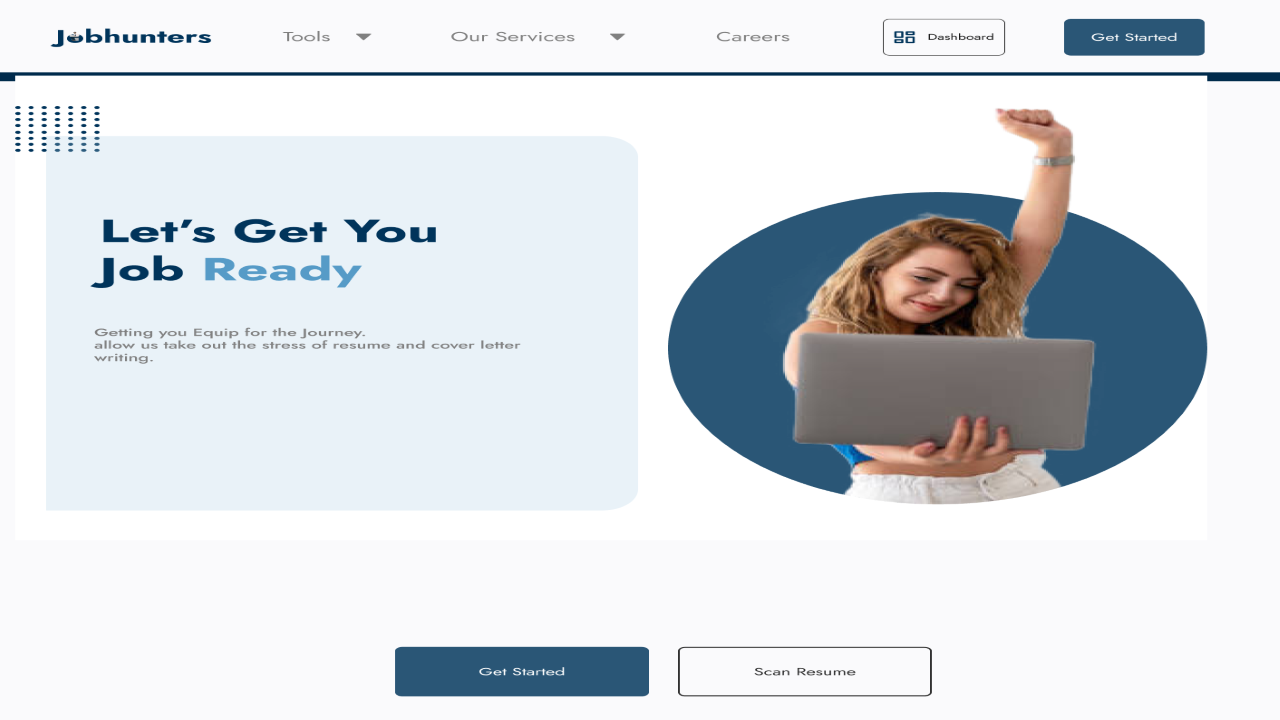 Jobhunters
Tools
Our Services
Careers
Dashboard
Get Started
Let's Get You
Job Ready
Getting you Equip for the Journey.
allow us take out the stress of resume and cover letter
writing.
Get Started
Scan Resume